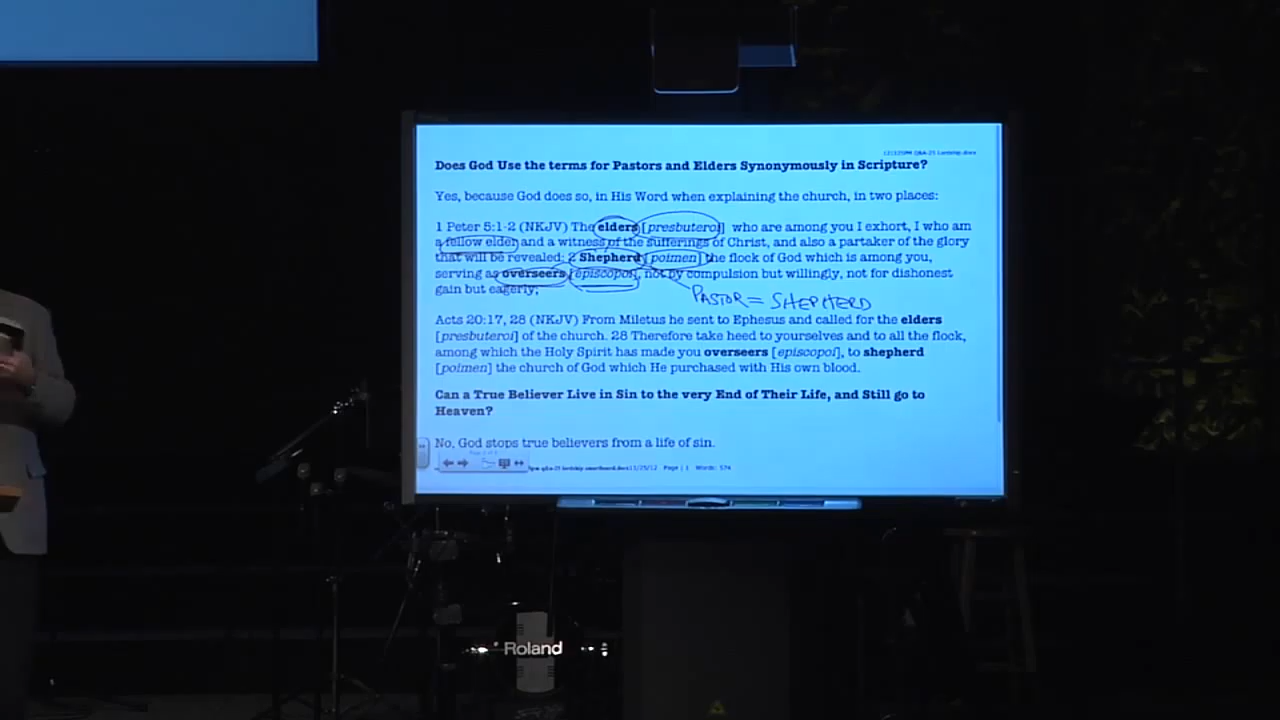 Does God Use the terms for Pastors and Elders Synonymously in Scripture?
Yes, because God does so, in His Word when explaining the church, in two places:
1 Peter 5:1-2 (NKJV) The elders [presbuteroi] who are among you I exhort, I who am
a fellow elder and a witness of the sufferings of Christ, and also a partaker of the glory
that will be revealed: 2 Shepherd [poimen] the flock of God which is among you,
serving as overseers [episcopoi], not by compulsion but willingly, not for dishonest
gain but eagerly;
PASTOR = SHEPHERD
Acts 20:17, 28 (NKJV) From Miletus he sent to Ephesus and called for the elders
[presbuteroi] of the church. 28 Therefore take heed to yourselves and to all the flock,
among which the Holy Spirit has made you overseers [episcopoi], to shepherd
[poimen] the church of God which He purchased with His own blood.
Can a True Believer Live in Sin to the very End of Their Life, and Still go to
Heaven?
No, God stops true believers from a life of sin.
Page | 1 Words: 574
Roland